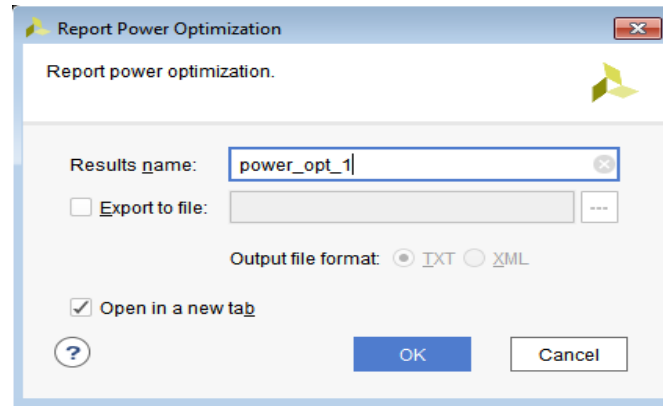 Report Power Optimization
Report power optimization.
Results name: power_opt_1
Export to file: ---
Output file format: TXT XML
Open in a new tab
? OK Cancel